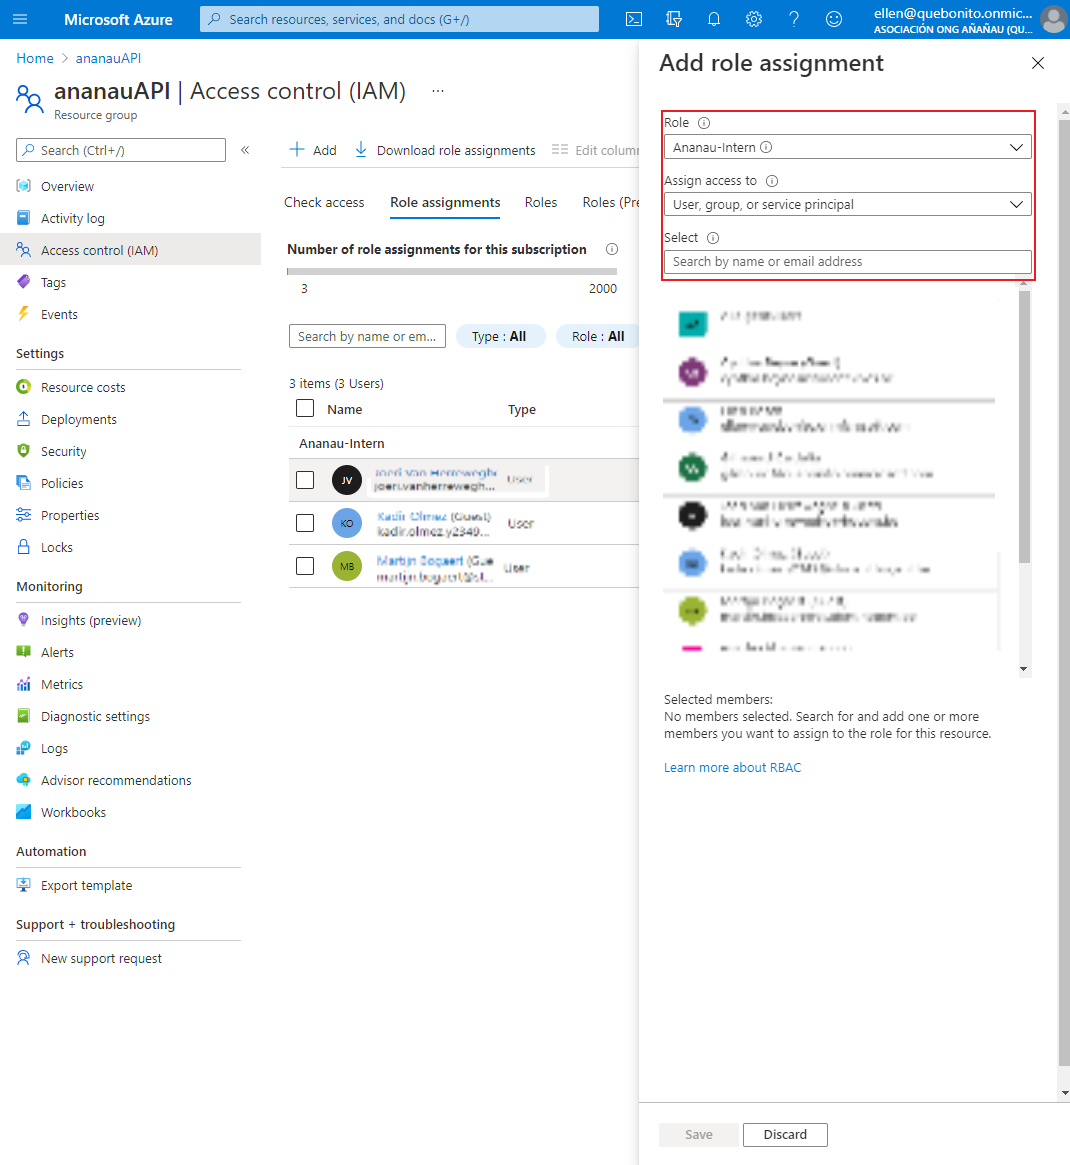 Microsoft Azure
Search resources, services, and docs (G+/)
ellen@quebonito.onmic...
ASOCIACIÓN ONG AÑAÑAU (QU...
Home > ananauAPI
ananauAPI | Access control (IAM) ...
Resource group
Search (Ctrl+/)
«
Overview
Activity log
Access control (IAM)
Tags
Events
Settings
Resource costs
Deployments
Security
Policies
Properties
Locks
Monitoring
Insights (preview)
Alerts
Metrics
Diagnostic settings
Logs
Advisor recommendations
Workbooks
Automation
Export template
Support + troubleshooting
New support request
Add
Download role assignments
Edit colum
Check access
Role assignments
Roles
Roles (Pre
Number of role assignments for this subscription
3
2000
Search by name or em...
Type : All
Role : All
3 items (3 Users)
Name
Type
Ananau-Intern
JV
Joeri Van Herreweghe
joeri.vanherrewegh...
User
KO
Kadir Olmez (Guest)
kadir.olmez.y2349...
User
MB
Martijn Bogaert (Gue
martijn.bogaert@st...
User
Add role assignment
Role
Ananau-Intern
Assign access to
User, group, or service principal
Select
Search by name or email address
Selected members:
No members selected. Search for and add one or more
members you want to assign to the role for this resource.
Learn more about RBAC
Save
Discard